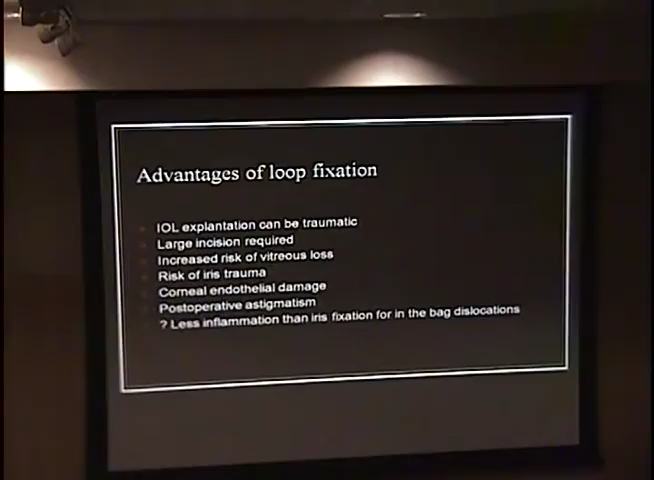 Advantages of loop fixation
IOL explantation can be traumatic
Large incision required
Increased risk of vitreous loss
Risk of iris trauma
Corneal endothelial damage
Postoperative astigmatism
? Less inflammation than iris fixation for in the bag dislocations